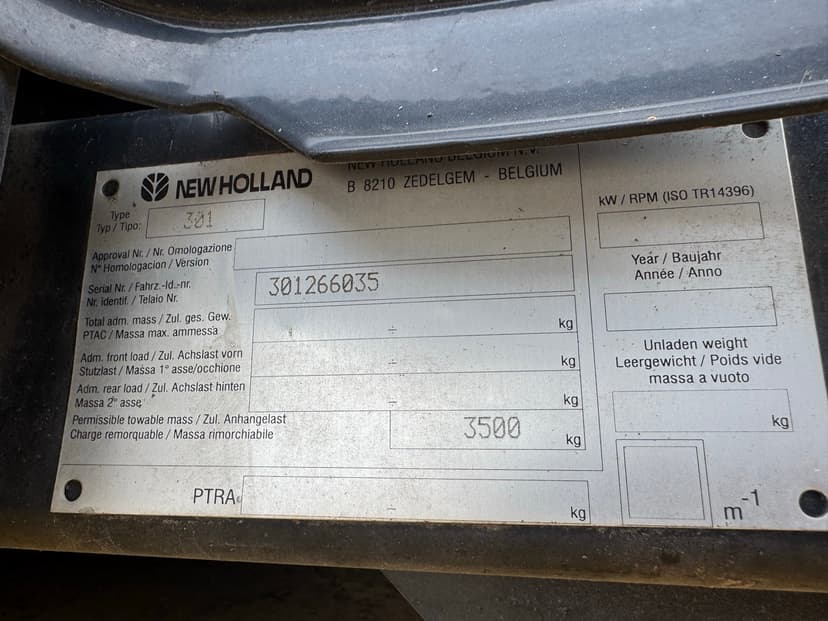 NEW HOLLAND
NEW HOLLAND BELGIUM N.V.
B 8210 ZEDELGEM - BELGIUM
Type
Typ / Tipo:
301
Approval Nr. / Nr. Omologazione
N° Homologacion / Version
Serial Nr. / Fahrz.-Id.-nr.
Nr. identif. / Telaio Nr.
301266035
Total adm. mass / Zul. ges. Gew.
PTAC / Massa max. ammessa
÷ kg
Adm. front load / Zul. Achslast vorn
Stutzlast / Massa 1° asse/occhione
÷ kg
Adm. rear load / Zul. Achslast hinten
Massa 2° asse
÷ kg
Permissible towable mass / Zul. Anhangelast
Charge remorquable / Massa rimorchiabile
3500 kg
PTRA
÷ kg
kW / RPM (ISO TR14396)
Year / Baujahr
Année / Anno
Unladen weight
Leergewicht / Poids vide
massa a vuoto
kg
m-1